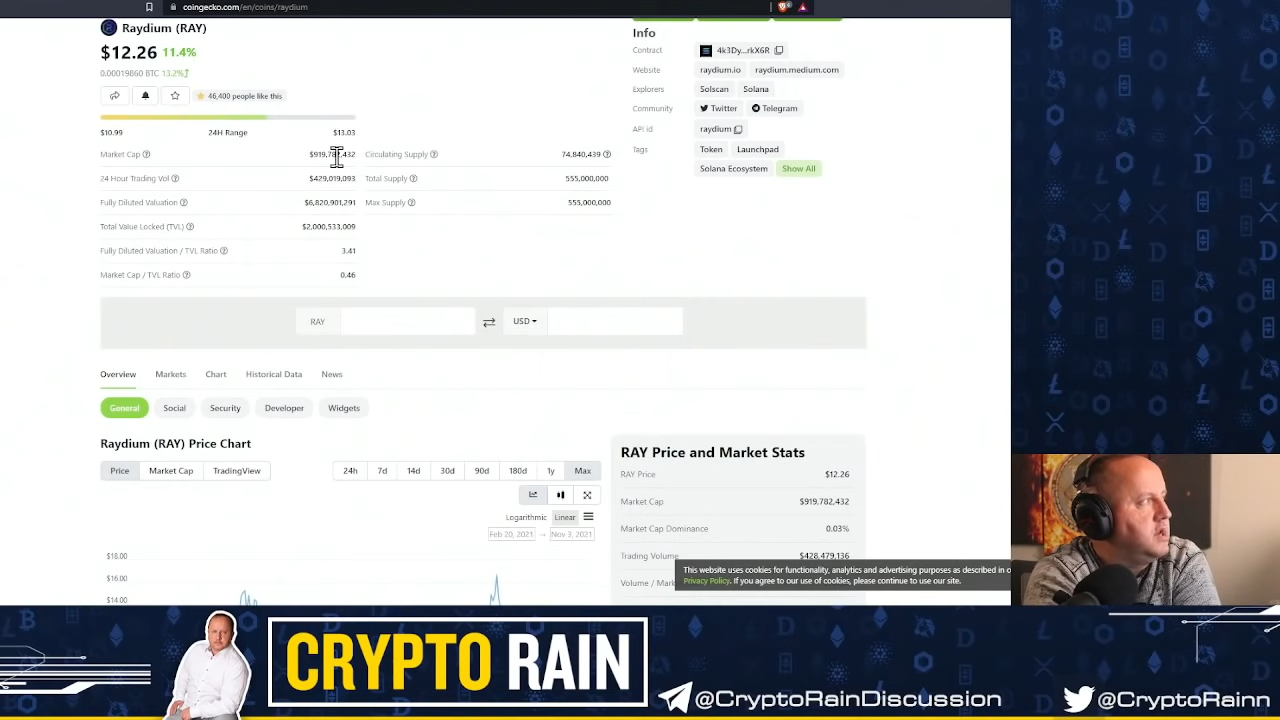 coingecko.com/en/coins/raydium
Raydium (RAY)
$12.26 11.4%
0.00019860 BTC 13.2%
46,400 people like this
$10.99 24H Range $13.03
Market Cap
Circulating Supply 74,840,439
24 Hour Trading Vol $429,019,093
Total Supply 555,000,000
Fully Diluted Valuation $6,820,901,291
Max Supply 555,000,000
Total Value Locked (TVL) $2,000,533,009
Fully Diluted Valuation / TVL Ratio 3.41
Market Cap / TVL Ratio 0.46
Info
Contract 4k3Dy...rkX6R
Website raydium.io raydium.medium.com
Explorers Solscan Solana
Community Twitter Telegram
API id raydium
Tags Token Launchpad
Solana Ecosystem Show All
RAY USD
Overview Markets Chart Historical Data News
General Social Security Developer Widgets
Raydium (RAY) Price Chart
Price Market Cap TradingView
24h 7d 14d 30d 90d 180d 1y Max
Logarithmic Linear
Feb 20, 2021 → Nov 3, 2021
$18.00
$16.00
$14.00
RAY Price and Market Stats
RAY Price $12.26
Market Cap $919,782,432
Market Cap Dominance 0.03%
Trading Volume $428,479,136
Volume / Mark
This website uses cookies for functionality, analytics and advertising purposes as described in o
Privacy Policy. If you agree to our use of cookies, please continue to use our site.
CRYPTO RAIN
@CryptoRainDiscussion
@CryptoRainn